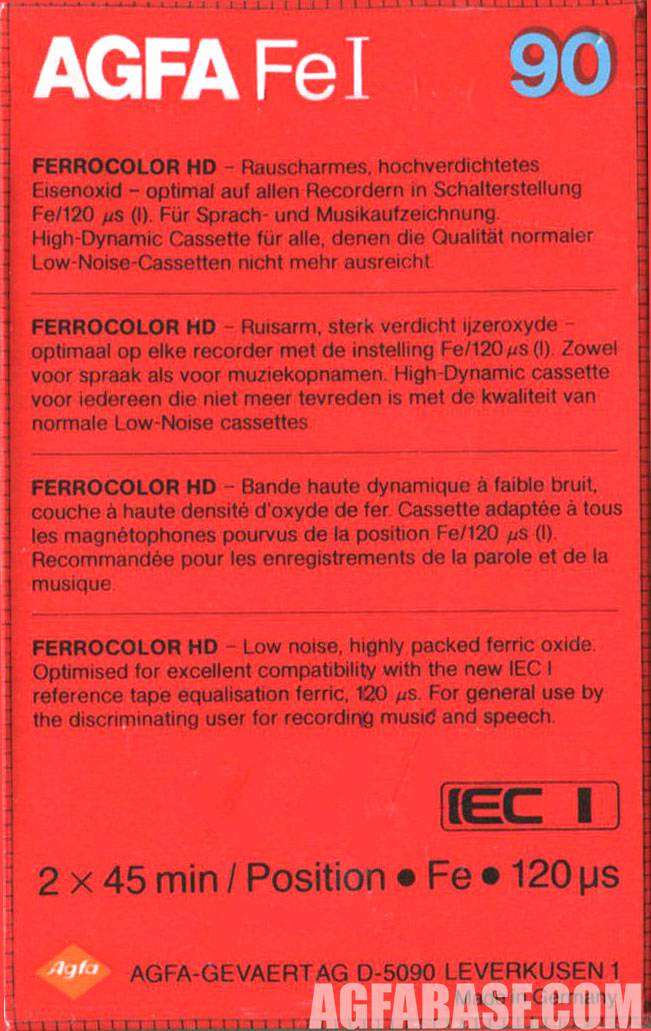 AGFA Fe I 90
FERROCOLOR HD – Rauscharmes, hochverdichtetes
Eisenoxid – optimal auf allen Recordern in Schalterstellung
Fe/120 µs (I). Für Sprach- und Musikaufzeichnung.
High-Dynamic Cassette für alle, denen die Qualität normaler
Low-Noise-Cassetten nicht mehr ausreicht.
FERROCOLOR HD – Ruisarm, sterk verdicht ijzeroxyde –
optimaal op elke recorder met de instelling Fe/120 µs (I). Zowel
voor spraak als voor muziekopnamen. High-Dynamic cassette
voor iedereen die niet meer tevreden is met de kwaliteit van
normale Low-Noise cassettes.
FERROCOLOR HD – Bande haute dynamique à faible bruit,
couche à haute densité d'oxyde de fer. Cassette adaptée à tous
les magnétophones pourvus de la position Fe/120 µs (I).
Recommandée pour les enregistrements de la parole et de la
musique.
FERROCOLOR HD – Low noise, highly packed ferric oxide.
Optimised for excellent compatibility with the new IEC I
reference tape equalisation ferric, 120 µs. For general use by
the discriminating user for recording music and speech.
IEC I
2 × 45 min / Position • Fe • 120 µs
Agfa AGFA-GEVAERT AG D-5090 LEVERKUSEN 1
Made in Germany
AGFABASF.COM